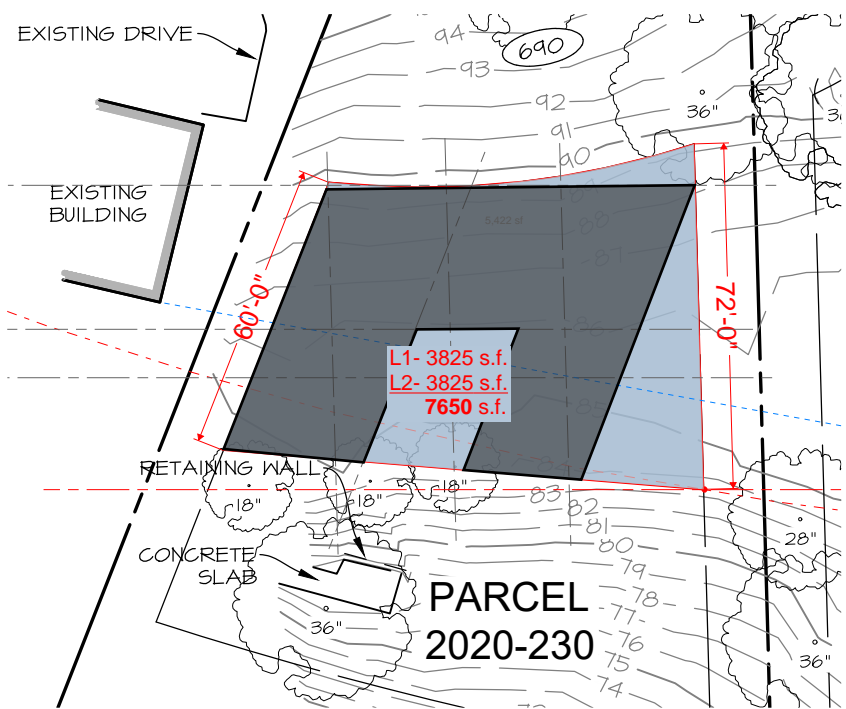 94
EXISTING DRIVE
690
93
92
36"
91
90
EXISTING
BUILDING
5,422 sf
88
87
60'-0"
72'-0"
L1- 3825 s.f.
L2- 3825 s.f.
7650 s.f.
85
RETAINING WALL
18"
18"
18"
83
82
81
28"
80
CONCRETE
SLAB
79
78
36"
PARCEL
2020-230
77
76
36"
75
74